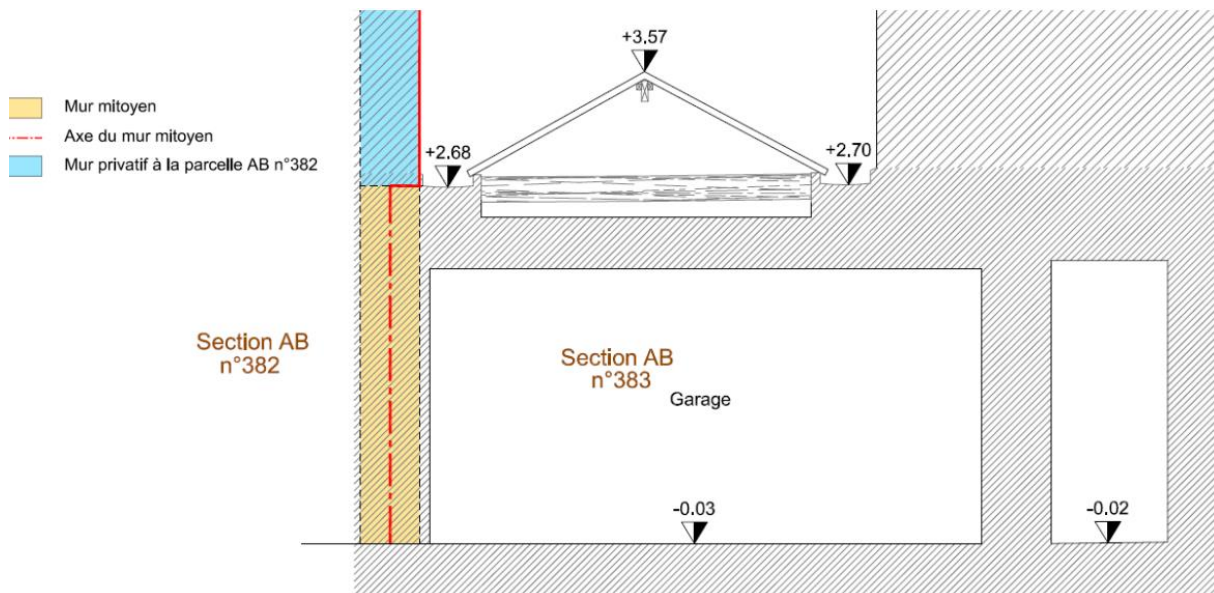 +3.57
Mur mitoyen
Axe du mur mitoyen
Mur privatif à la parcelle AB n°382
+2.68
+2.70
Section AB
n°382
Section AB
n°383
Garage
-0.03
-0.02